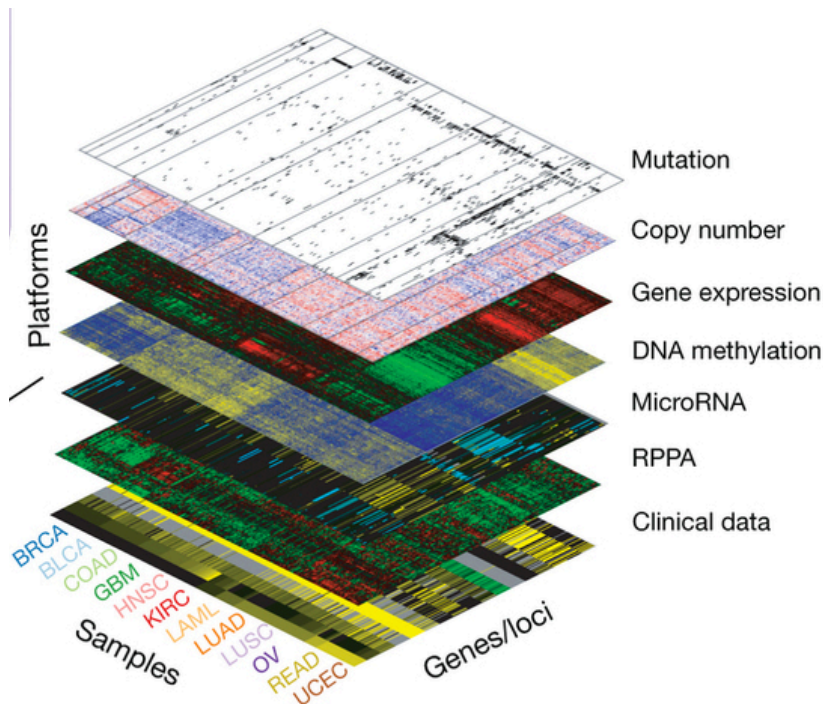 Mutation
Copy number
Gene expression
DNA methylation
MicroRNA
RPPA
Clinical data
Platforms
BRCA
BLCA
COAD
GBM
HNSC
KIRC
LAML
LUAD
LUSC
OV
READ
UCEC
Samples
Genes/loci